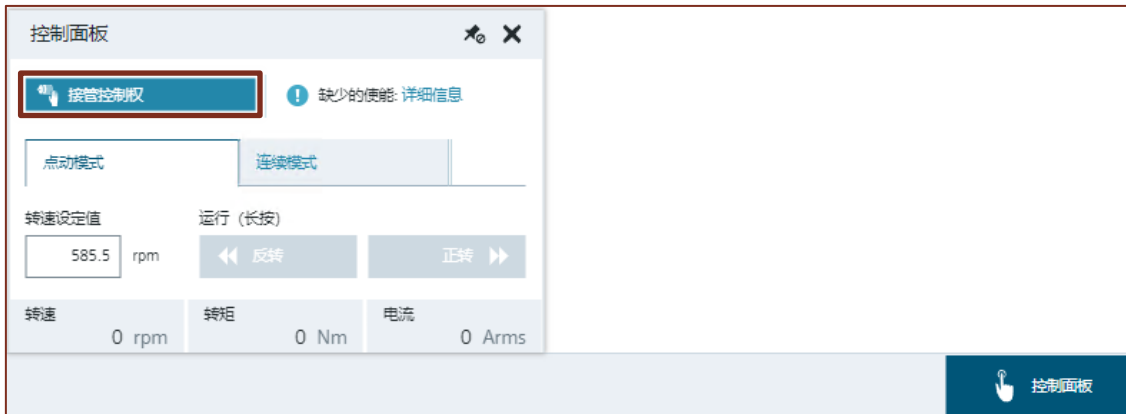 控制面板
接管控制权
缺少的使能: 详细信息
点动模式
连续模式
转速设定值
运行（长按）
585.5 rpm
反转
正转
转速
转矩
电流
0 rpm
0 Nm
0 Arms
控制面板